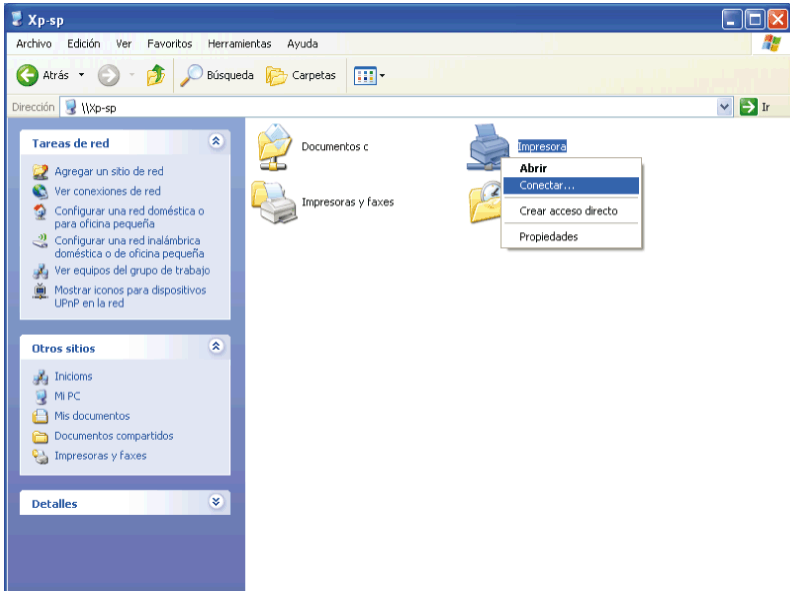 Xp-sp
Archivo Edición Ver Favoritos Herramientas Ayuda
Atrás Búsqueda Carpetas
Dirección \\Xp-sp Ir
Tareas de red
Agregar un sitio de red
Ver conexiones de red
Configurar una red doméstica o
para oficina pequeña
Configurar una red inalámbrica
doméstica o de oficina pequeña
Ver equipos del grupo de trabajo
Mostrar iconos para dispositivos
UPnP en la red
Otros sitios
Inicioms
Mi PC
Mis documentos
Documentos compartidos
Impresoras y faxes
Detalles
Documentos c
Impresora
Impresoras y faxes
Abrir
Conectar...
Crear acceso directo
Propiedades